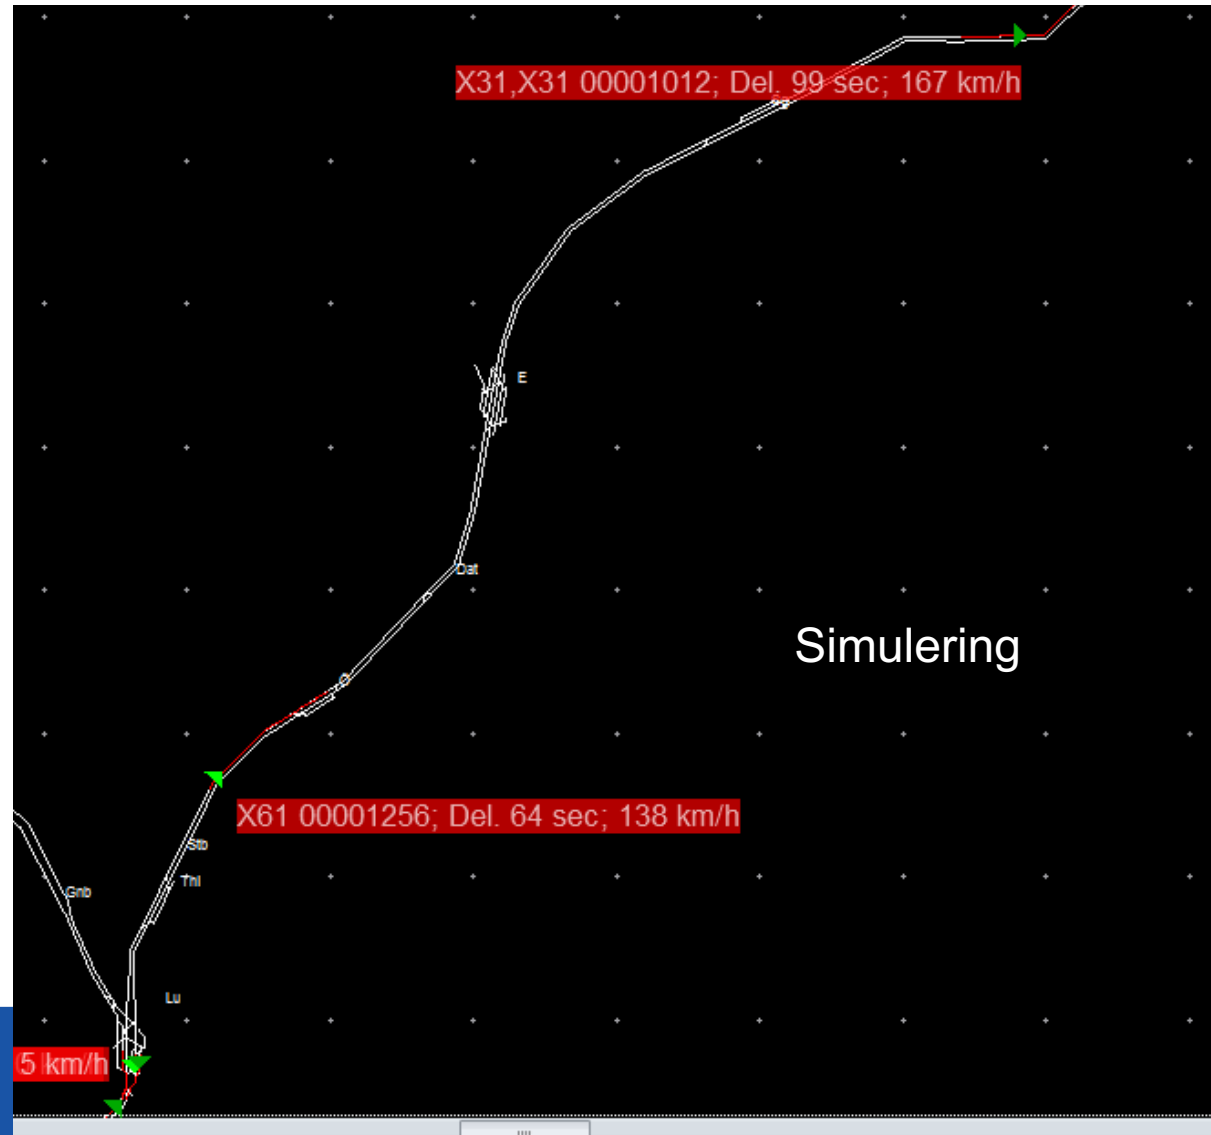 X31,X31 00001012; Del. 99 sec; 167 km/h
E
Dat
Simulering
X61 00001256; Del. 64 sec; 138 km/h
Stb
Thl
Gnb
Lu
5 km/h